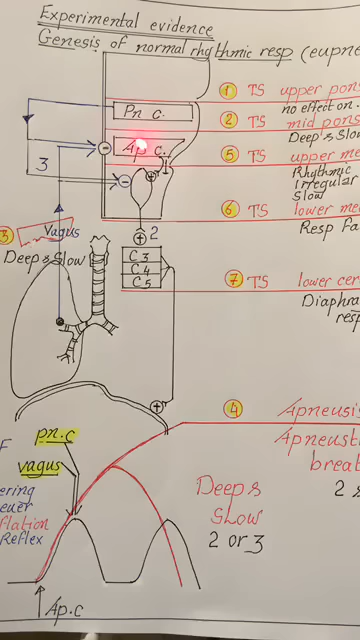 Experimental evidence
Genesis of normal rhythmic resp (eupne
① TS upper pons
Pn c.
no effect on
② TS mid pons
Deep & Slow
Ap c.
⑤ TS upper me
Rhythmic
Irregular
Slow
3
⑥ TS lower me
Resp Fa
2
③ Vagus
Deep & Slow
C3
C4
C5
⑦ TS lower cer
Diaphra
resp
④ Apneusis
Apneust
breat
2 s
pn.c
vagus
F
ering
euer
flation
Reflex
Deep &
Slow
2 or 3
Ap.c